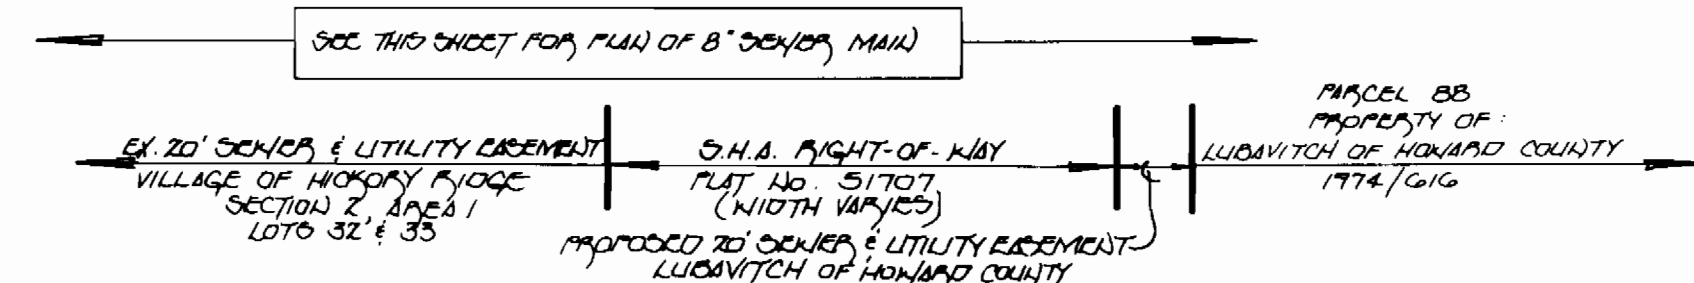 SEE THIS SHEET FOR PLAN OF 8" SEWER MAIN
EX. 20' SEWER & UTILITY EASEMENT
VILLAGE OF HICKORY RIDGE
SECTION 2, AREA 1
LOTS 32 & 33
S.H.A. RIGHT-OF-WAY
PLAT NO. 51707
(WIDTH VARIES)
PROPOSED 20' SEWER & UTILITY EASEMENT
LUBAVITCH OF HOWARD COUNTY
PARCEL 88
PROPERTY OF:
LUBAVITCH OF HOWARD COUNTY
1974/616